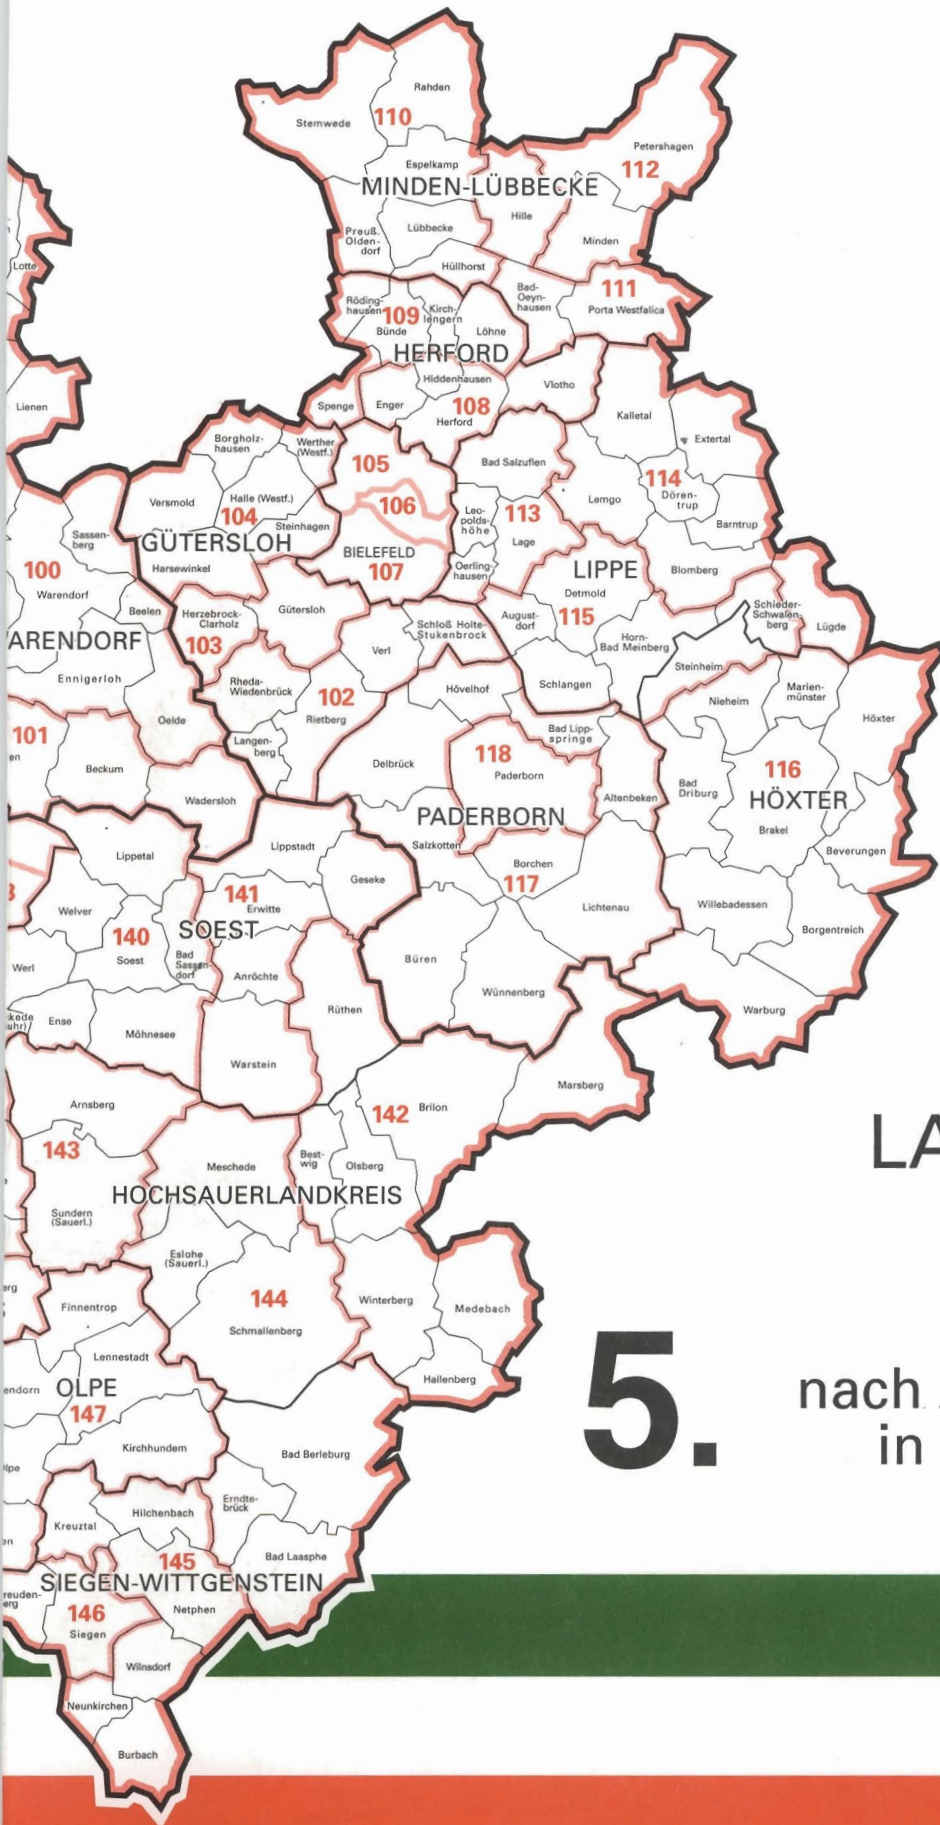 Rahden
Stemwede
110
Petershagen
112
Espelkamp
MINDEN-LÜBBECKE
Hille
Preuß.
Olden-
dorf
Lübbecke
Minden
Hüllhorst
Lotte
Bad-
Oeyn-
hausen
111
Porta Westfalica
Röding-
hausen
109
Kirch-
lengern
Bünde
Löhne
HERFORD
Hiddenhausen
Vlotho
Lienen
Spenge
Enger
108
Herford
Kalletal
Extertal
Borgholz-
hausen
Werther
(Westf.)
105
Bad Salzuflen
114
Versmold
Halle (Westf.)
104
Steinhagen
106
Leo-
polds-
höhe
113
Lemgo
Dören-
trup
Barntrup
Sassen-
berg
GÜTERSLOH
BIELEFELD
107
Lage
Harsewinkel
Oerling-
hausen
LIPPE
Blomberg
100
Warendorf
Detmold
Beelen
Herzebrock-
Clarholz
Gütersloh
Schloß Holte-
Stukenbrock
August-
dorf
115
Schieder-
Schwalen-
berg
Lügde
ARENDORF
103
Verl
Horn-
Bad Meinberg
Steinheim
Ennigerloh
Rheda-
Wiedenbrück
102
Hövelhof
Schlangen
Nieheim
Marien-
münster
101
Oelde
Rietberg
Höxter
en
Langen-
berg
Bad Lipp-
springe
Beckum
Delbrück
118
Paderborn
116
Bad
Driburg
HÖXTER
Wadersloh
Altenbeken
PADERBORN
Brakel
Lippetal
Lippstadt
Salzkotten
Beverungen
Geseke
Borchen
117
141
Erwitte
Welver
Lichtenau
Willebadessen
140
SOEST
Borgentreich
Soest
Bad
Sassen-
dorf
Büren
Werl
Anröchte
Wünnenberg
Rüthen
Warburg
Ense
Möhnesee
Warstein
Marsberg
Arnsberg
142
Brilon
LA
143
Best-
wig
Meschede
Olsberg
HOCHSAUERLANDKREIS
Sundern
(Sauerl.)
Eslohe
(Sauerl.)
erg
144
Winterberg
Medebach
Finnentrop
Schmallenberg
Lennestadt
Hallenberg
5.
nach
in
endorn
OLPE
147
Kirchhundem
Bad Berleburg
lpe
Erndte-
brück
Hilchenbach
Kreuztal
en
145
Bad Laasphe
SIEGEN-WITTGENSTEIN
reuden-
erg
146
Netphen
Siegen
Wilnsdorf
Neunkirchen
Burbach